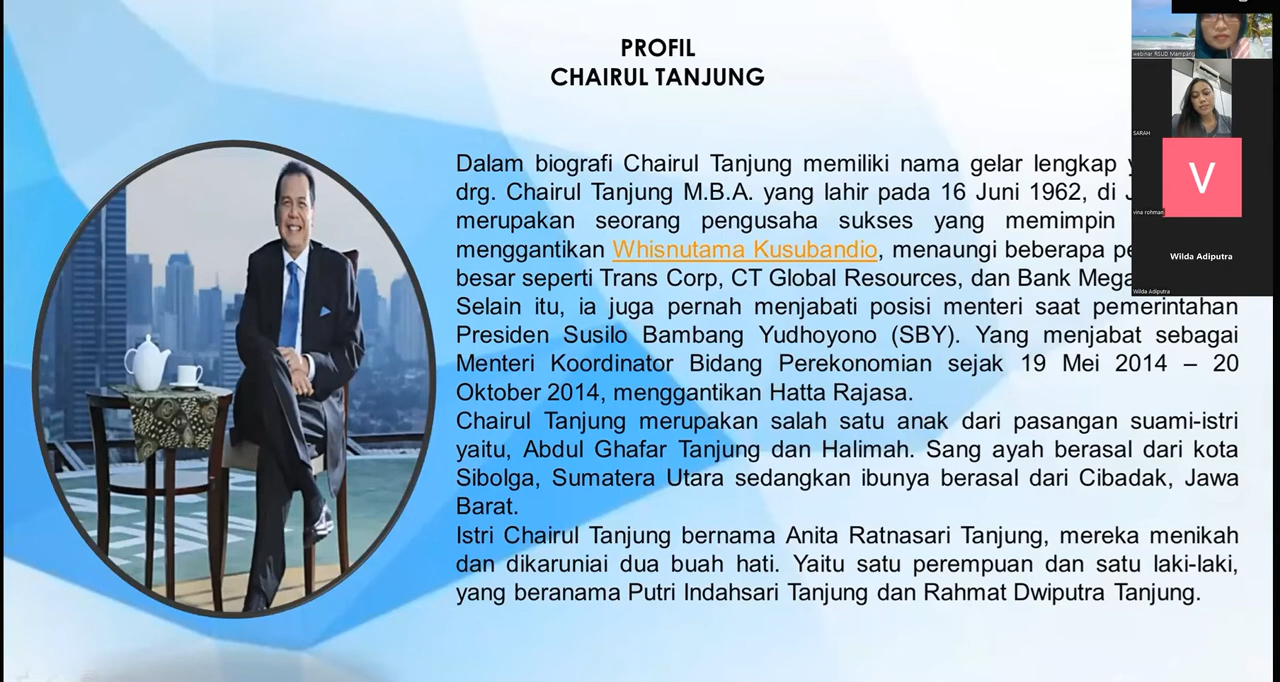 PROFIL
CHAIRUL TANJUNG
Dalam biografi Chairul Tanjung memiliki nama gelar lengkap
drg. Chairul Tanjung M.B.A. yang lahir pada 16 Juni 1962, di
merupakan seorang pengusaha sukses yang memimpin
menggantikan Whisnutama Kusubandio, menaungi beberapa
besar seperti Trans Corp, CT Global Resources, dan Bank Mega
Selain itu, ia juga pernah menjabati posisi menteri saat pemerintahan
Presiden Susilo Bambang Yudhoyono (SBY). Yang menjabat sebagai
Menteri Koordinator Bidang Perekonomian sejak 19 Mei 2014 – 20
Oktober 2014, menggantikan Hatta Rajasa.
Chairul Tanjung merupakan salah satu anak dari pasangan suami-istri
yaitu, Abdul Ghafar Tanjung dan Halimah. Sang ayah berasal dari kota
Sibolga, Sumatera Utara sedangkan ibunya berasal dari Cibadak, Jawa
Barat.
Istri Chairul Tanjung bernama Anita Ratnasari Tanjung, mereka menikah
dan dikaruniai dua buah hati. Yaitu satu perempuan dan satu laki-laki,
yang beranama Putri Indahsari Tanjung dan Rahmat Dwiputra Tanjung.
webinar RSUD Mampang
SARAH
V
vina rohman
Wilda Adiputra
Wilda Adiputra